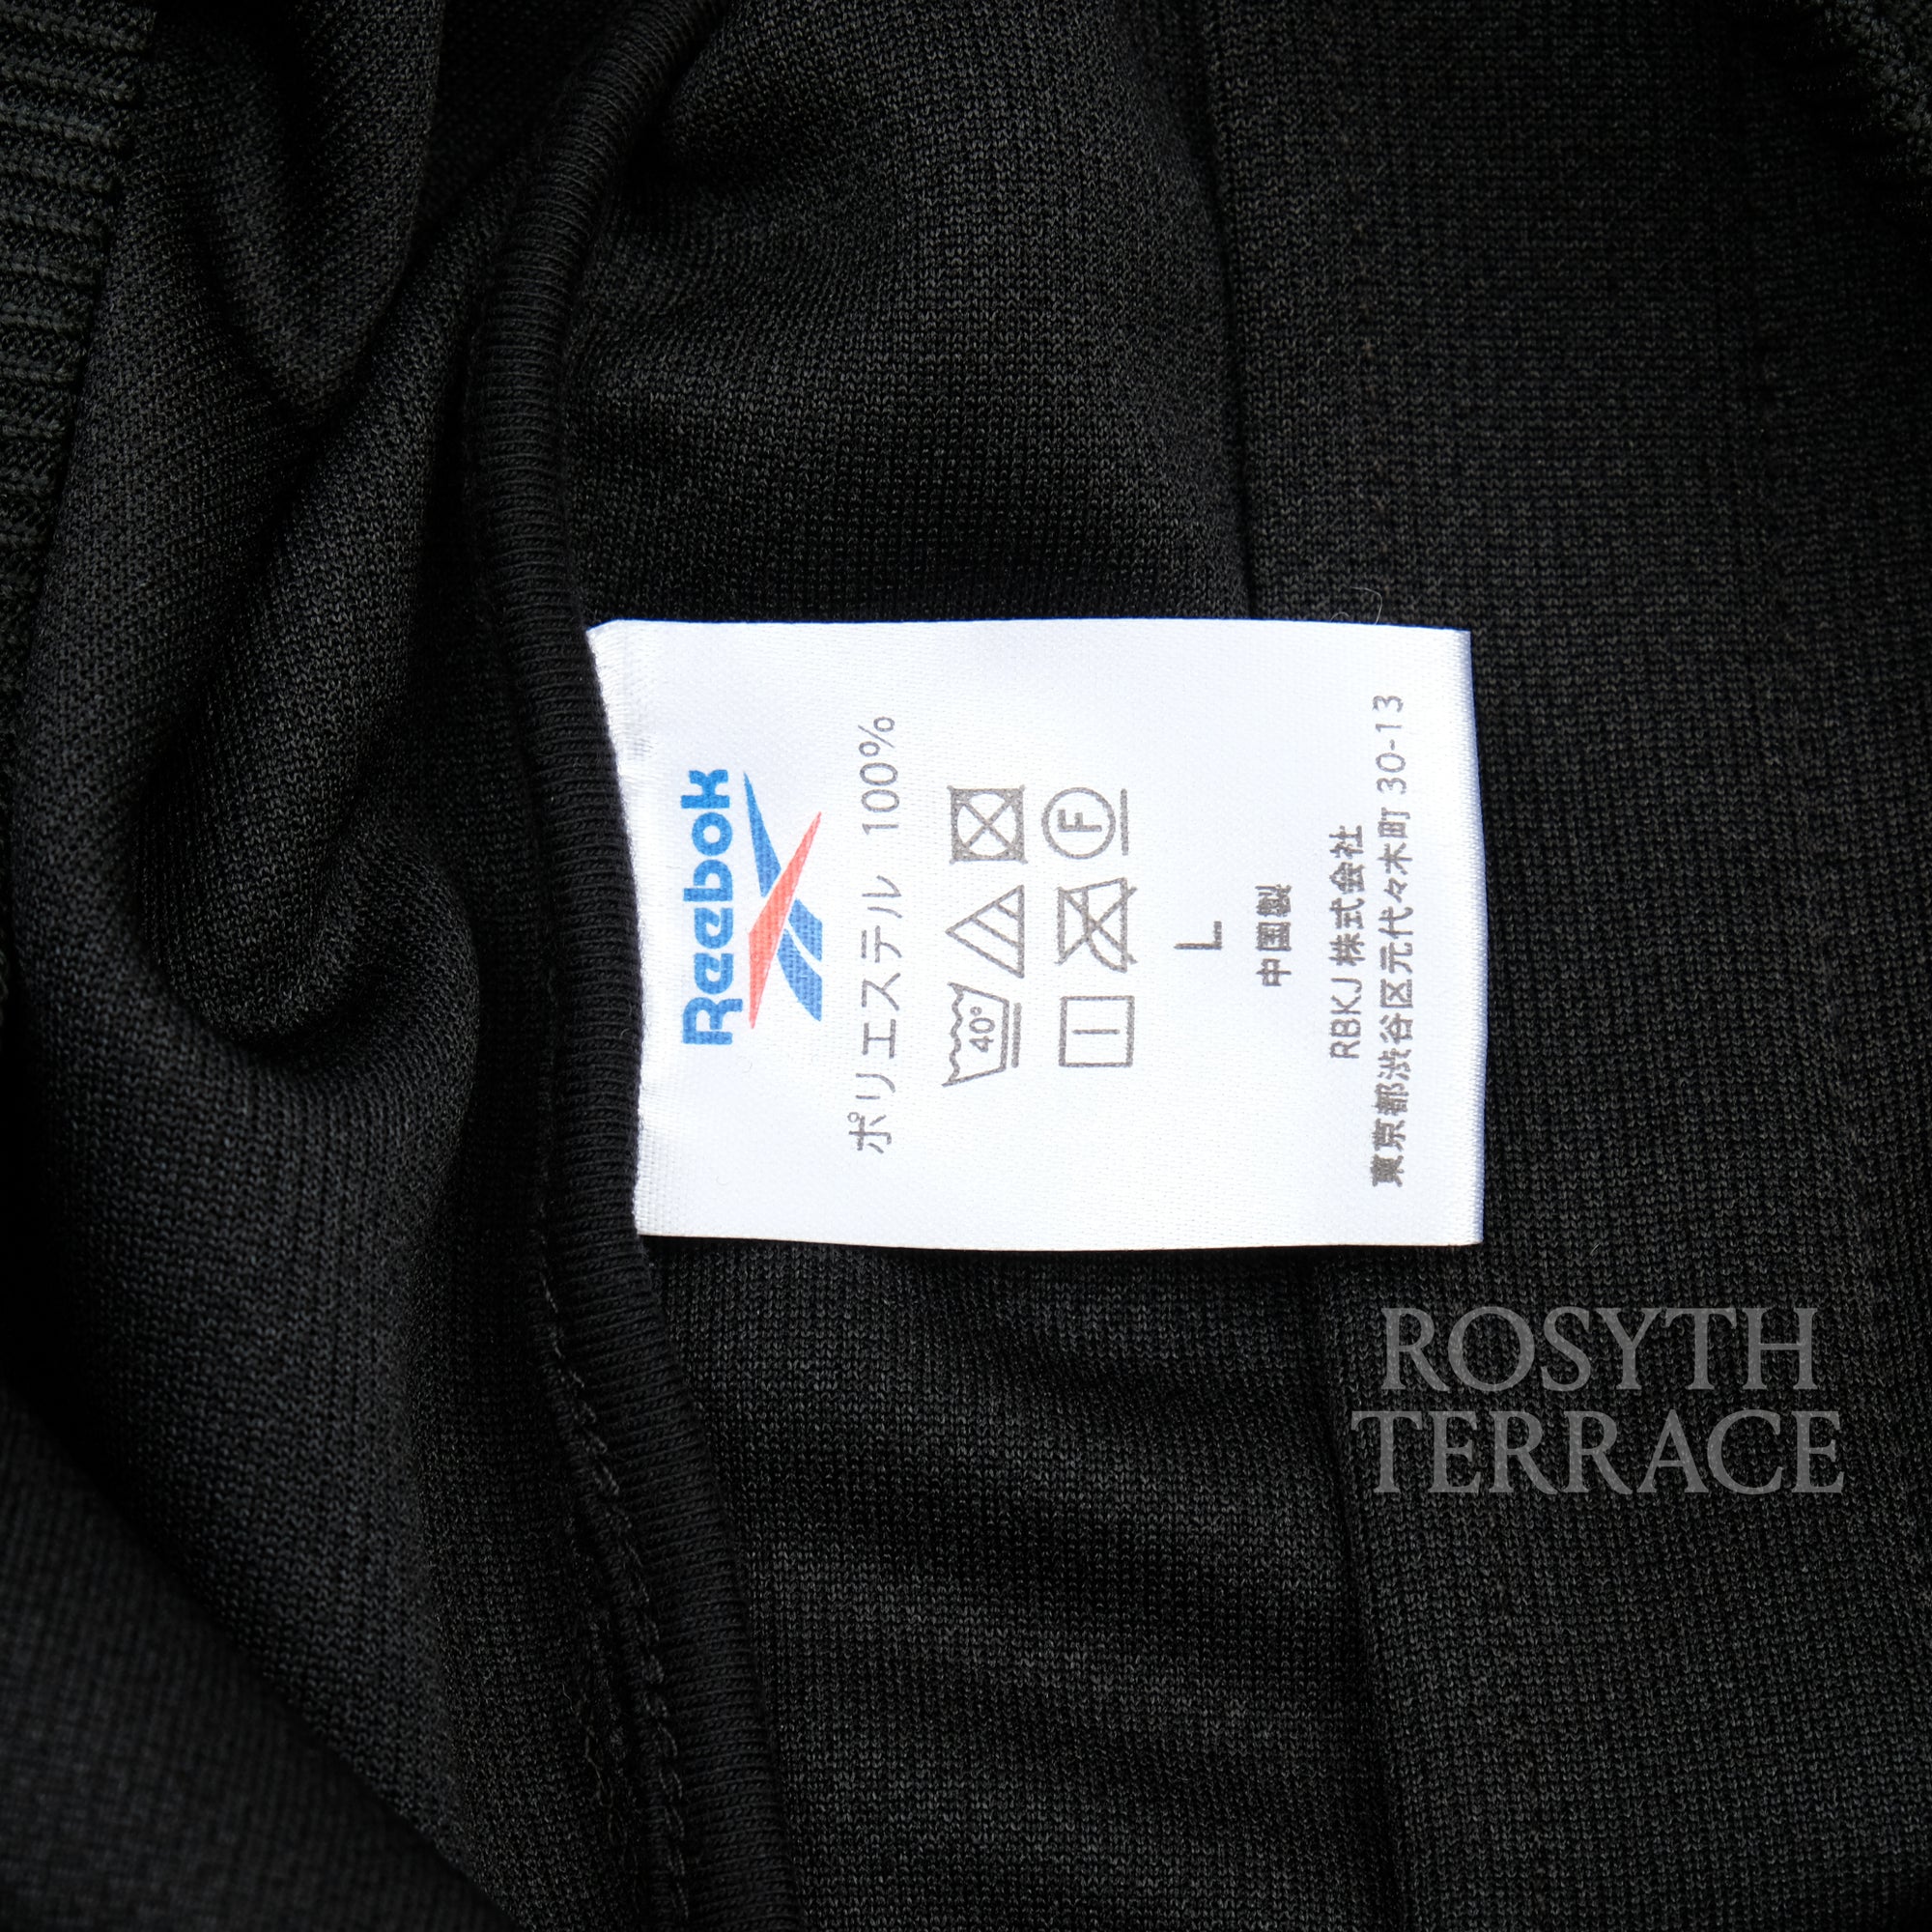 Reebok
ポリエステル 100%
40°
F
L
中国製
RBKJ 株式会社
東京都渋谷区元代々木町 30-13
ROSYTH
TERRACE